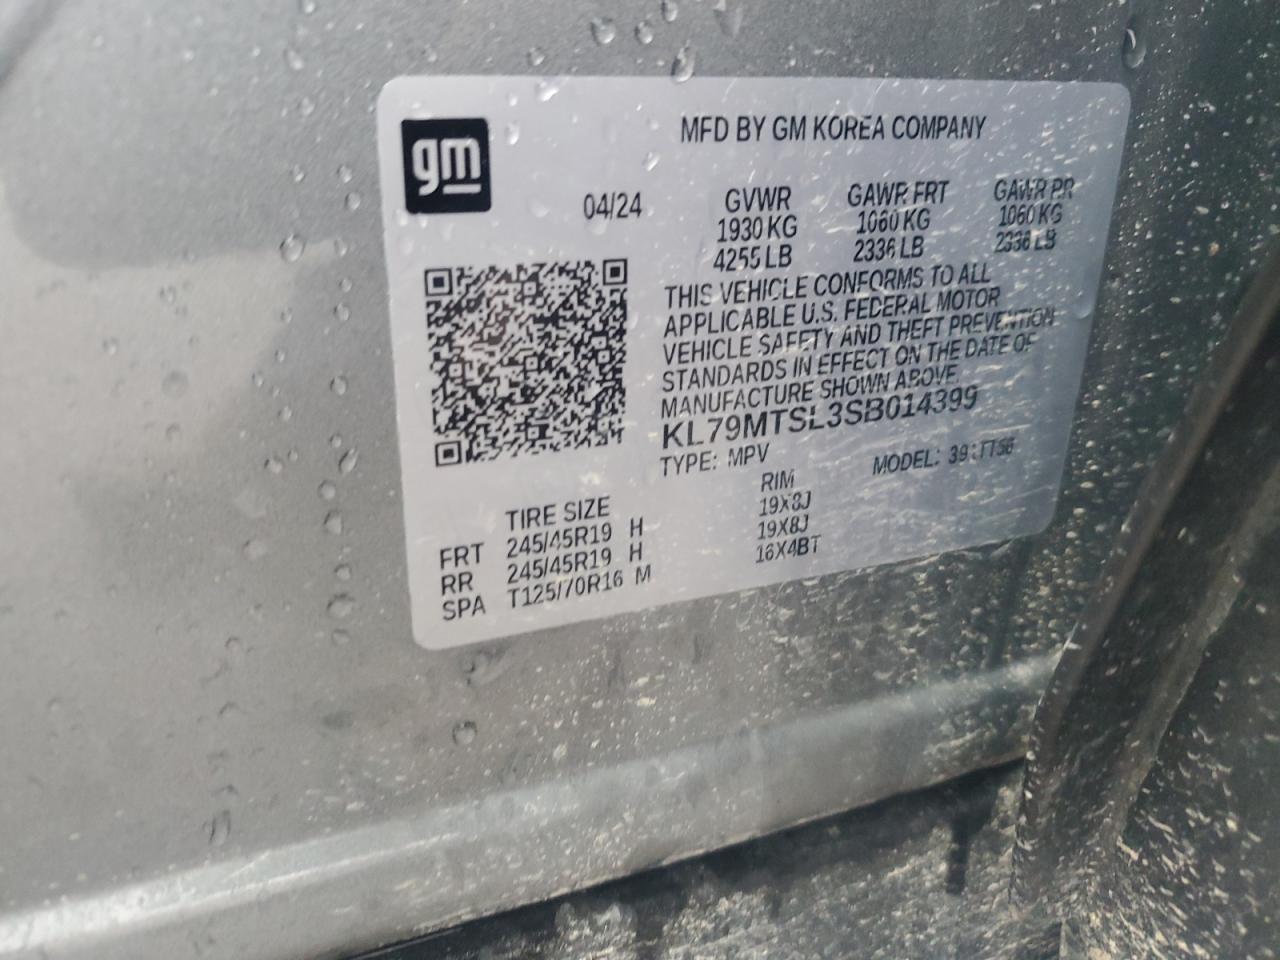 gm
MFD BY GM KOREA COMPANY
04/24
GVWR GAWR FRT GAWR RR
1930 KG 1060 KG 1060 KG
4255 LB 2336 LB 2336 LB
THIS VEHICLE CONFORMS TO ALL
APPLICABLE U.S. FEDERAL MOTOR
VEHICLE SAFETY AND THEFT PREVENTION
STANDARDS IN EFFECT ON THE DATE OF
MANUFACTURE SHOWN ABOVE.
KL79MTSL3SB014399
TYPE: MPV MODEL:
TIRE SIZE RIM
FRT 245/45R19 H 19X8J
RR 245/45R19 H 19X8J
SPA T125/70R16 M 16X4BT